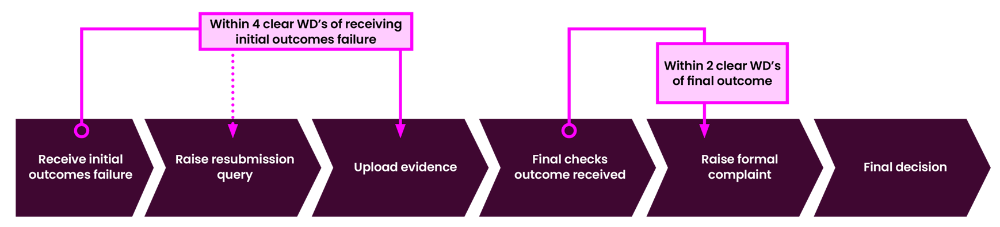 Within 4 clear WD’s of receiving
initial outcomes failure
Within 2 clear WD’s
of final outcome
Receive initial
outcomes failure
Raise resubmission
query
Upload evidence
Final checks
outcome received
Raise formal
complaint
Final decision